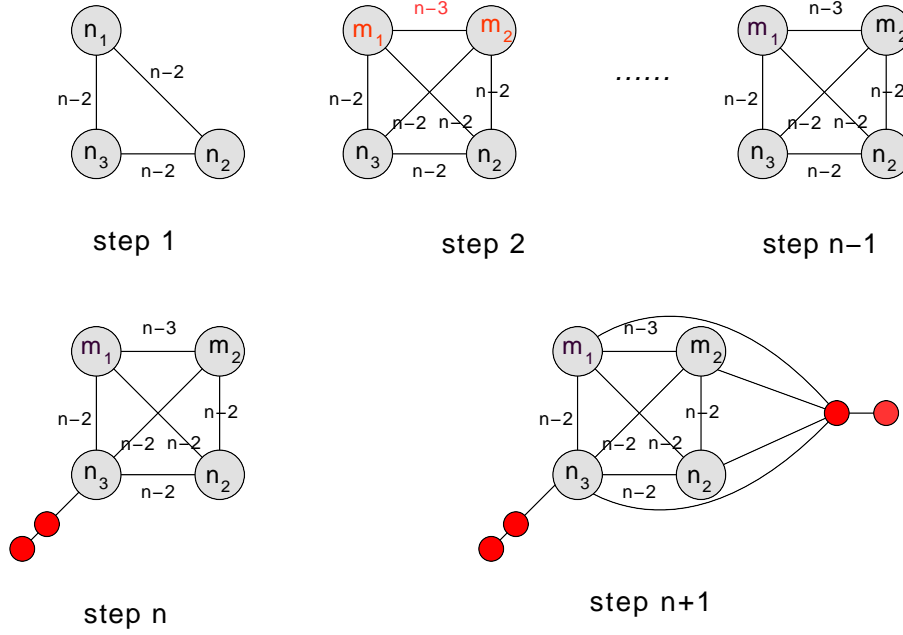 n₁
n−2
n−2
n₃
n₂
n−2
step 1
n−3
m₁
m₂
n−2
n−2
n−2
n−2
n₃
n₂
n−2
step 2
......
n−3
m₁
m₂
n−2
n−2
n−2
n−2
n₃
n₂
n−2
step n−1
n−3
m₁
m₂
n−2
n−2
n−2
n−2
n₃
n₂
n−2
step n
n−3
m₁
m₂
n−2
n−2
n−2
n−2
n₃
n₂
n−2
step n+1